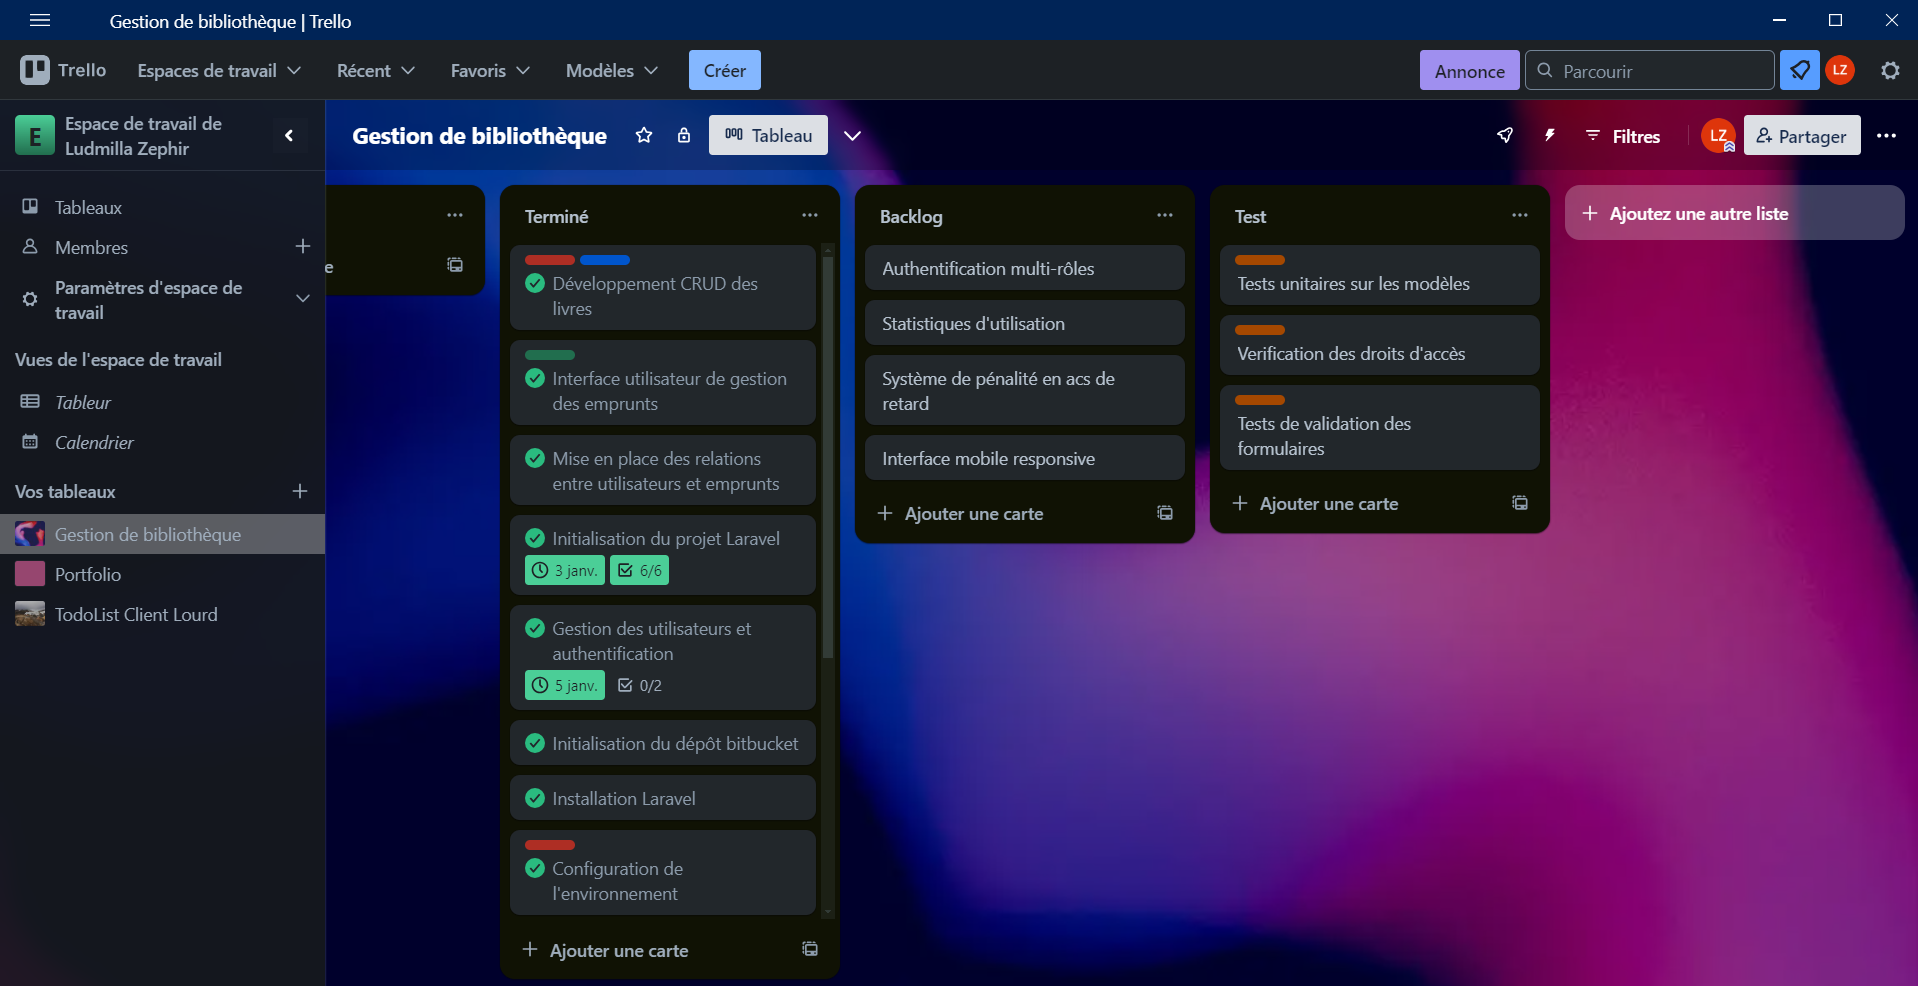 Gestion de bibliothèque | Trello
Trello
Espaces de travail
Récent
Favoris
Modèles
Créer
Annonce
Parcourir
LZ
E
Espace de travail de
Ludmilla Zephir
Tableaux
Membres
Paramètres d'espace de
travail
Vues de l'espace de travail
Tableur
Calendrier
Vos tableaux
Gestion de bibliothèque
Portfolio
TodoList Client Lourd
Gestion de bibliothèque
Tableau
Filtres
LZ
Partager
e
Terminé
Développement CRUD des
livres
Interface utilisateur de gestion
des emprunts
Mise en place des relations
entre utilisateurs et emprunts
Initialisation du projet Laravel
3 janv.
6/6
Gestion des utilisateurs et
authentification
5 janv.
0/2
Initialisation du dépôt bitbucket
Installation Laravel
Configuration de
l'environnement
Ajouter une carte
Backlog
Authentification multi-rôles
Statistiques d'utilisation
Système de pénalité en acs de
retard
Interface mobile responsive
Ajouter une carte
Test
Tests unitaires sur les modèles
Verification des droits d'accès
Tests de validation des
formulaires
Ajouter une carte
Ajoutez une autre liste